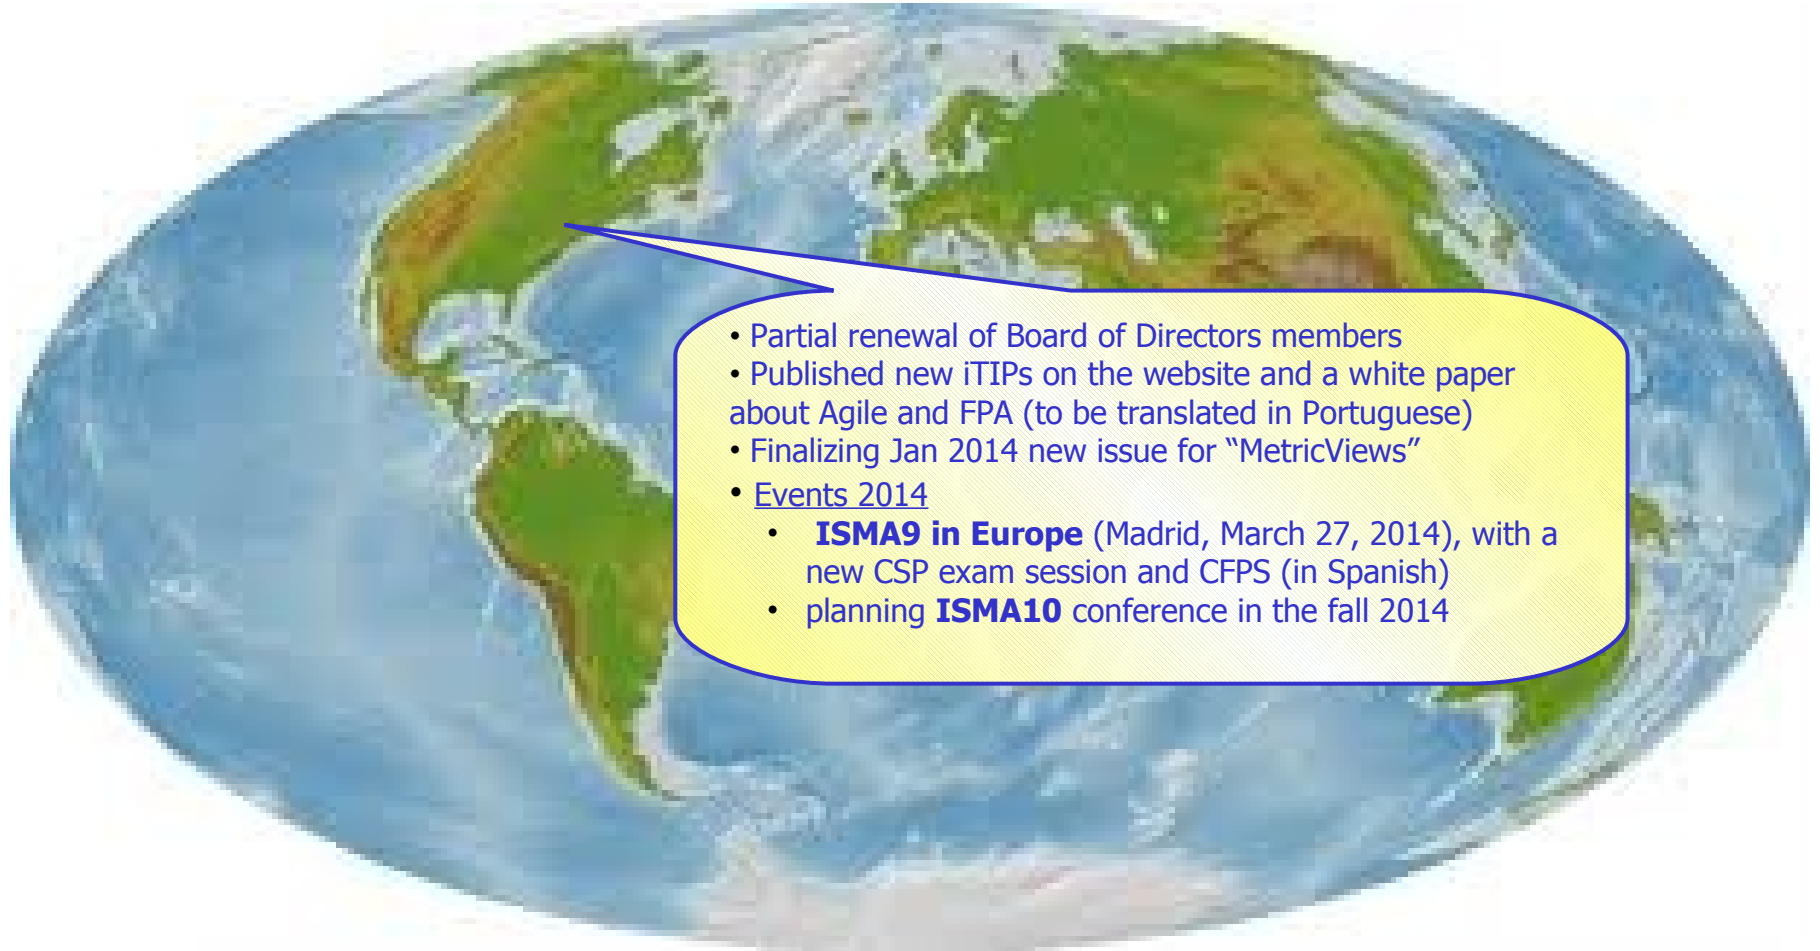 • Partial renewal of Board of Directors members
• Published new iTIPs on the website and a white paper
about Agile and FPA (to be translated in Portuguese)
• Finalizing Jan 2014 new issue for “MetricViews”
• Events 2014
• ISMA9 in Europe (Madrid, March 27, 2014), with a
new CSP exam session and CFPS (in Spanish)
• planning ISMA10 conference in the fall 2014